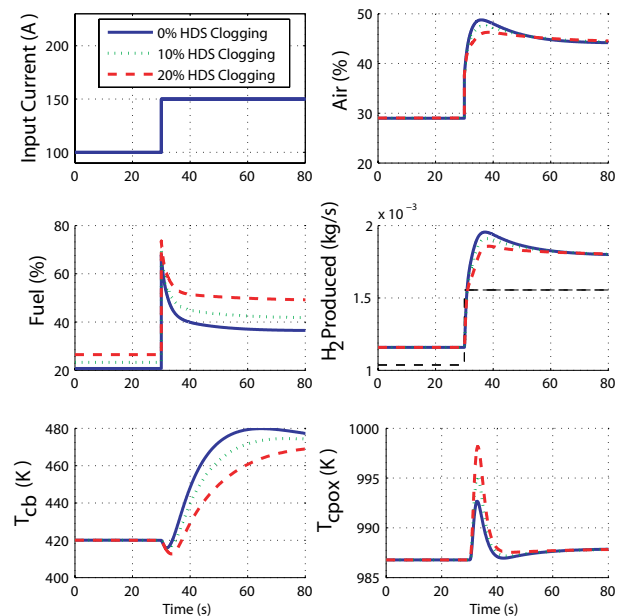 Input Current (A)
200
150
100
0 20 40 60 80
0% HDS Clogging
10% HDS Clogging
20% HDS Clogging
Air (%)
50
40
30
20
0 20 40 60 80
Fuel (%)
80
60
40
20
0 20 40 60 80
H2 Produced (kg/s)
x 10 -3
2
1.5
1
0 20 40 60 80
Tcb (K)
480
460
440
420
400
0 20 40 60 80
Time (s)
Tcpox (K)
1000
995
990
985
0 20 40 60 80
Time (s)